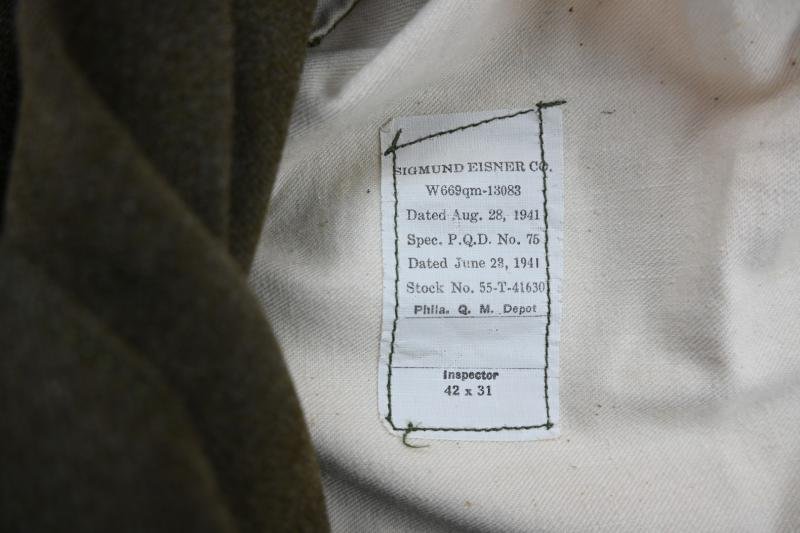 SIGMUND EISNER CO.
W669qm-13083
Dated Aug. 28, 1941
Spec. P.Q.D. No. 75
Dated June 23, 1941
Stock No. 55-T-41630
Phila. Q. M. Depot
Inspector
42 x 31